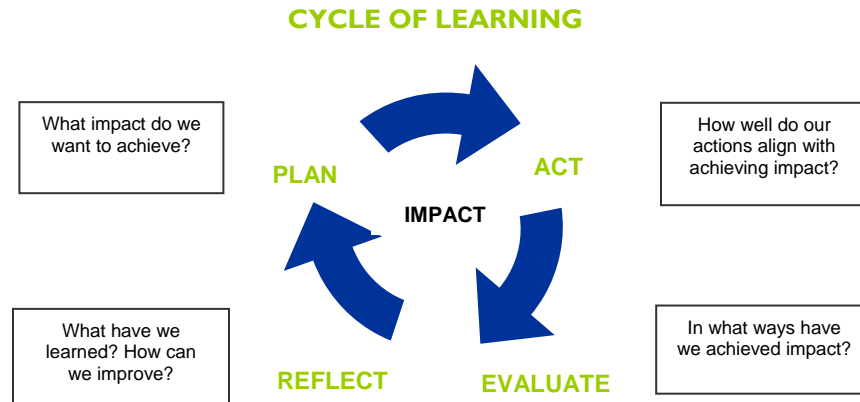 CYCLE OF LEARNING
What impact do we
want to achieve?
How well do our
actions align with
achieving impact?
PLAN
ACT
IMPACT
What have we
learned? How can
we improve?
In what ways have
we achieved impact?
REFLECT
EVALUATE